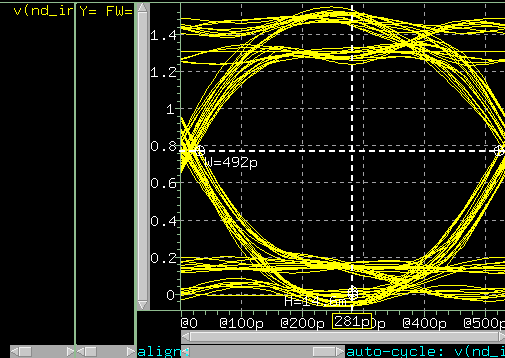 v(nd_ir Y= FW=
1.4
1.2
1
0.8
W=492p
0.6
0.4
0.2
0
@0 @100p @200p 281p @400p @500p
align auto-cycle: v(nd_i